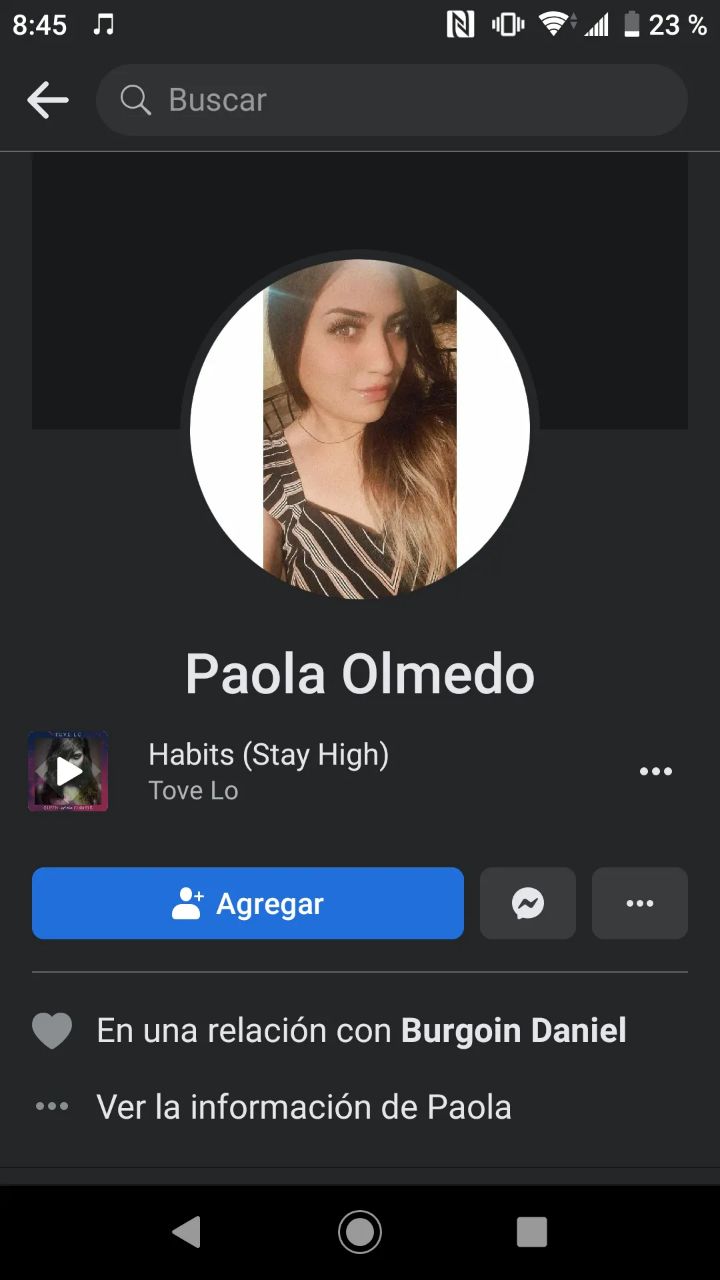 8:45 23 %
Buscar
Paola Olmedo
TOVE LO
Habits (Stay High)
Tove Lo
Agregar
En una relación con Burgoin Daniel
Ver la información de Paola